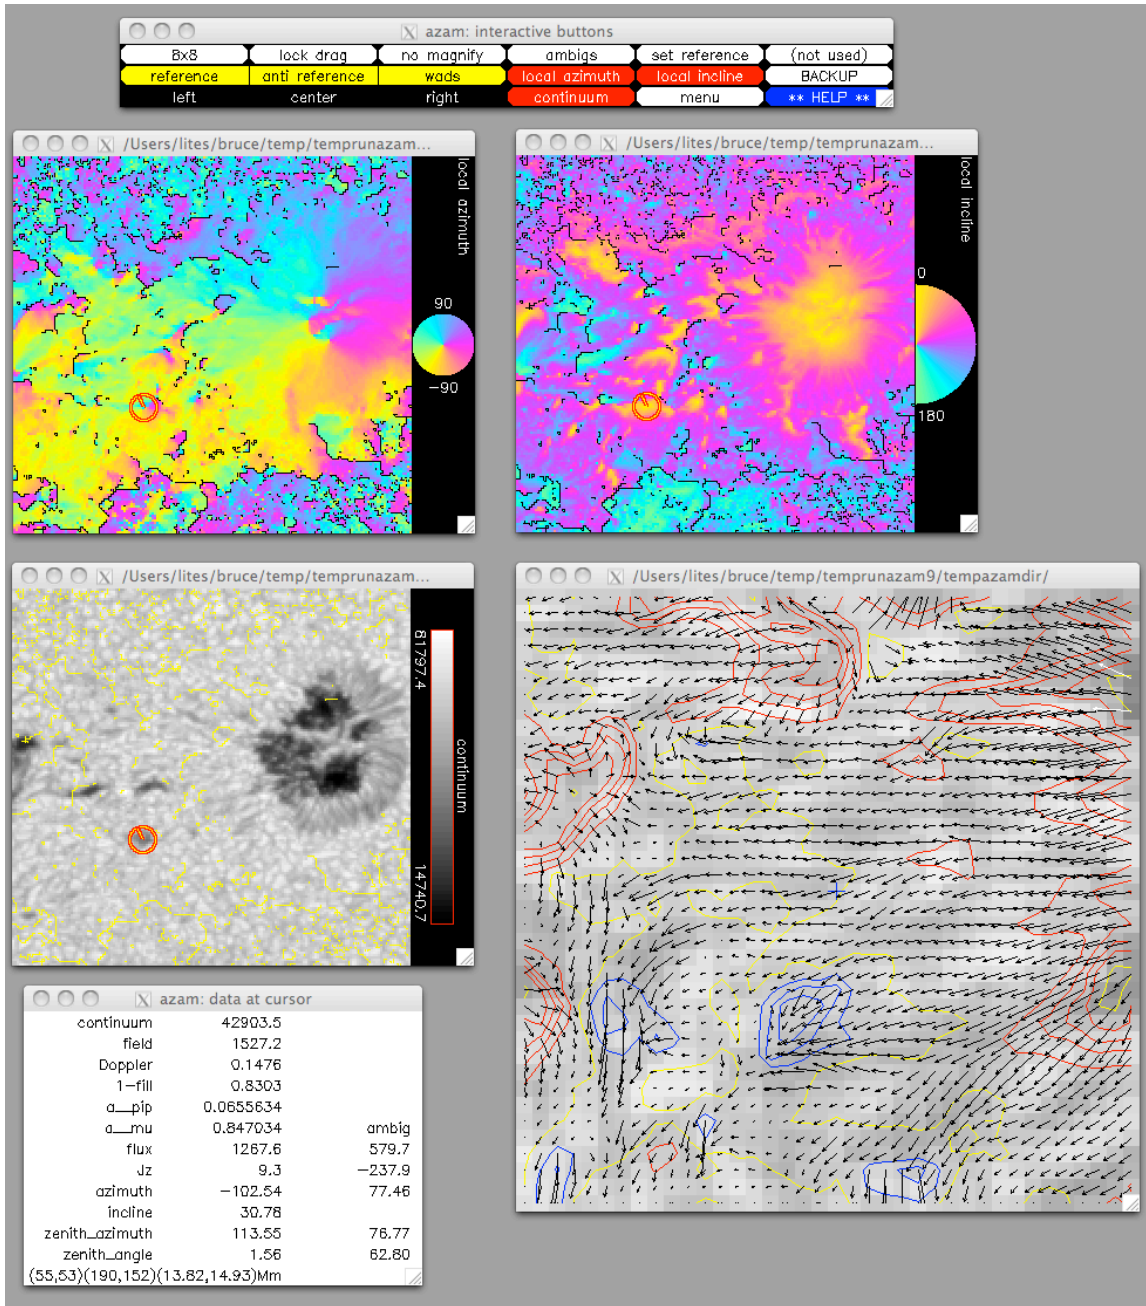 azam: interactive buttons
8x8 lock drag no magnify ambigs set reference (not used)
reference anti reference wads local azimuth local incline BACKUP
left center right continuum menu ** HELP **
/Users/lites/bruce/temp/temprunazam...
local azimuth
90
-90
/Users/lites/bruce/temp/temprunazam...
local incline
0
180
/Users/lites/bruce/temp/temprunazam...
81797.4
continuum
14740.7
/Users/lites/bruce/temp/temprunazam9/tempazamdir/
azam: data at cursor
continuum 42903.5
field 1527.2
Doppler 0.1476
1-fill 0.8303
a__pip 0.0655634
a__mu 0.847034 ambig
flux 1267.6 579.7
Jz 9.3 -237.9
azimuth -102.54 77.46
incline 30.78
zenith_azimuth 113.55 76.77
zenith_angle 1.56 62.80
(55,53)(190,152)(13.82,14.93)Mm